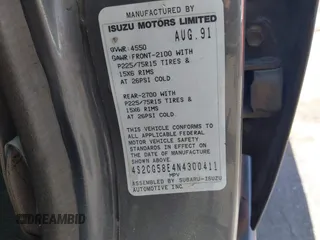 MANUFACTURED BY
ISUZU MOTORS LIMITED
AUG. 91
GVWR:4550
GAWR:FRONT-2100 WITH
P225/75R15 TIRES &
15X6 RIMS
AT 26PSI COLD
REAR-2700 WITH
P225/75R15 TIRES &
15X6 RIMS
AT 26PSI COLD
THIS VEHICLE CONFORMS TO
ALL APPLICABLE FEDERAL
MOTOR VEHICLE SAFETY
STANDARDS IN EFFECT ON
THE DATE OF MANUFACTURE
SHOWN ABOVE.
4S2CG58E4N4300411
MPV
ASSEMBLED BY SUBARU-ISUZU
AUTOMOTIVE INC.
DREAMBID